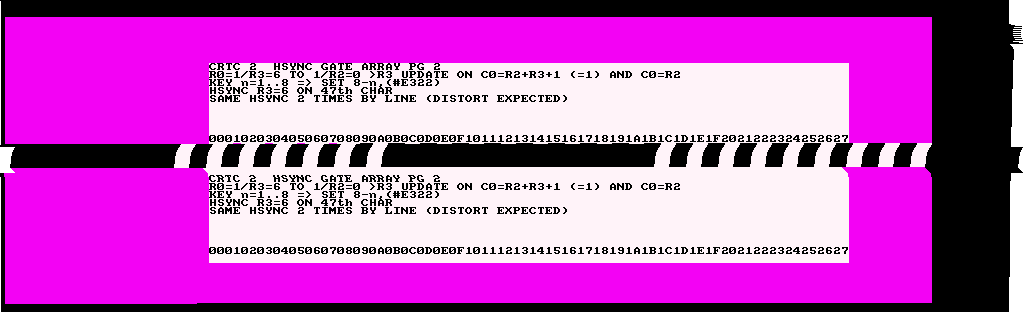 CRTC 2  HSYNC GATE ARRAY PG 2
R0=1/R3=6 TO 1/R2=0 >R3 UPDATE ON C0=R2+R3+1 (=1) AND C0=R2
KEY n=1..8 => SET 8-n,(#E322)
HSYNC R3=6 ON 47th CHAR
SAME HSYNC 2 TIMES BY LINE (DISTORT EXPECTED)
000102030405060708090A0B0C0D0E0F101112131415161718191A1B1C1D1E1F2021222324252627
CRTC 2  HSYNC GATE ARRAY PG 2
R0=1/R3=6 TO 1/R2=0 >R3 UPDATE ON C0=R2+R3+1 (=1) AND C0=R2
KEY n=1..8 => SET 8-n,(#E322)
HSYNC R3=6 ON 47th CHAR
SAME HSYNC 2 TIMES BY LINE (DISTORT EXPECTED)
000102030405060708090A0B0C0D0E0F101112131415161718191A1B1C1D1E1F2021222324252627